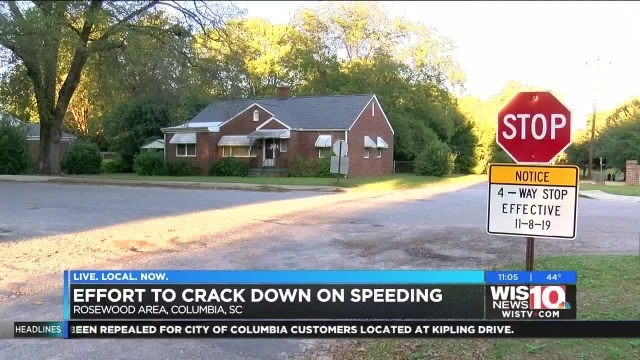 STOP
NOTICE
4-WAY STOP
EFFECTIVE
11-8-19
LIVE. LOCAL. NOW.
11:05 44°
EFFORT TO CRACK DOWN ON SPEEDING
ROSEWOOD AREA, COLUMBIA, SC
WIS 10
NEWS
WISTV.COM
HEADLINES BEEN REPEALED FOR CITY OF COLUMBIA CUSTOMERS LOCATED AT KIPLING DRIVE.